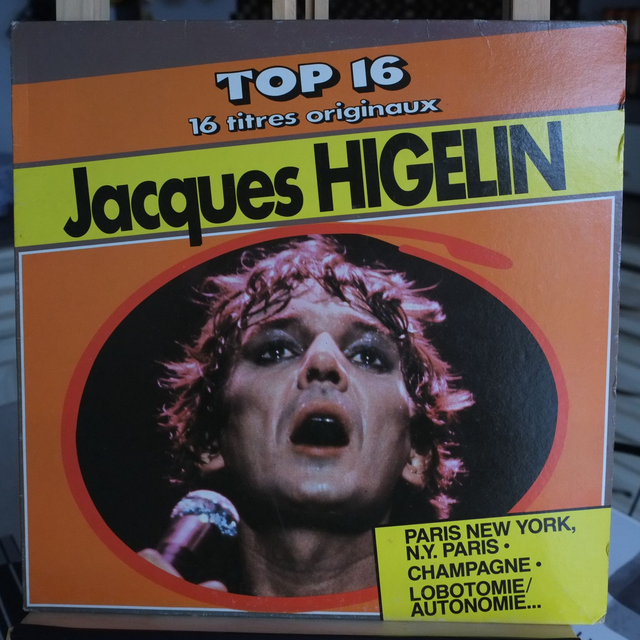 TOP 16
16 titres originaux
Jacques HIGELIN
PARIS NEW YORK,
N.Y. PARIS •
CHAMPAGNE •
LOBOTOMIE/
AUTONOMIE...